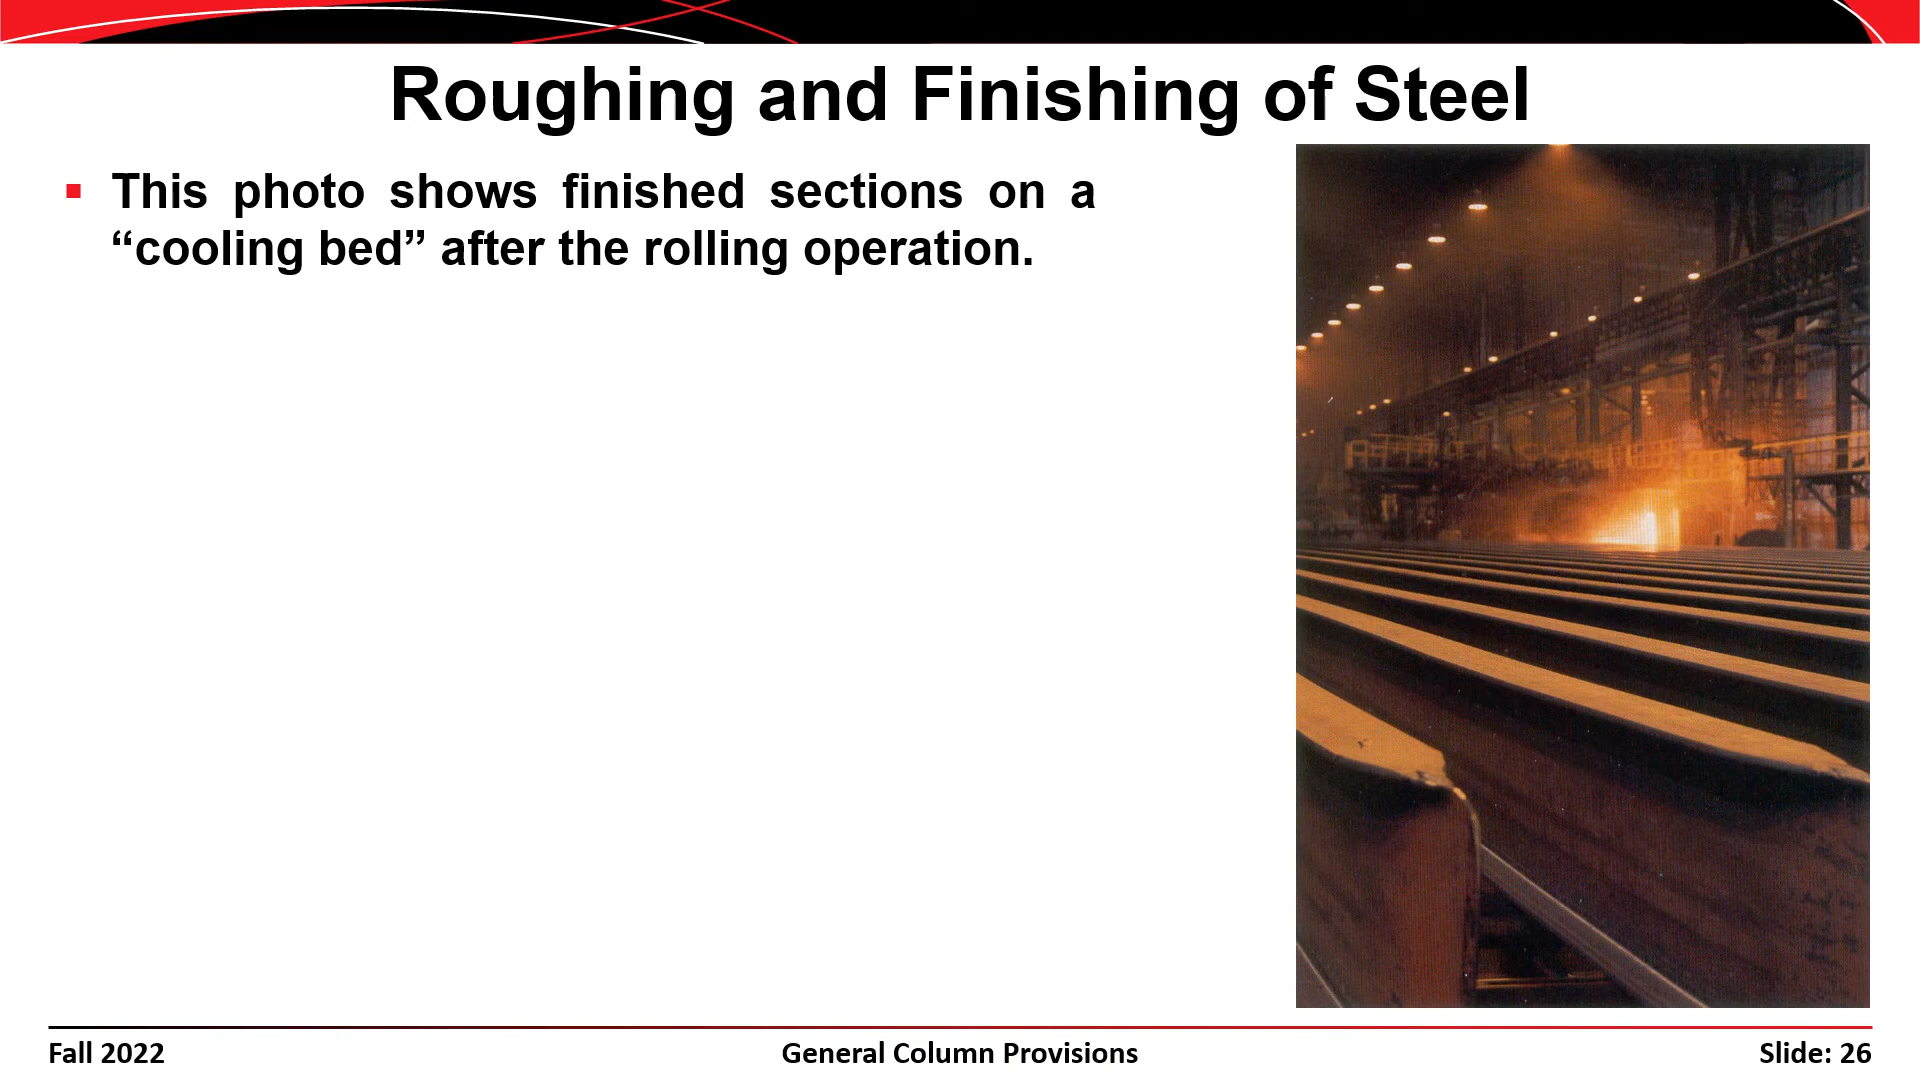 Roughing and Finishing of Steel
This photo shows finished sections on a
“cooling bed” after the rolling operation.
Fall 2022
General Column Provisions
Slide: 26